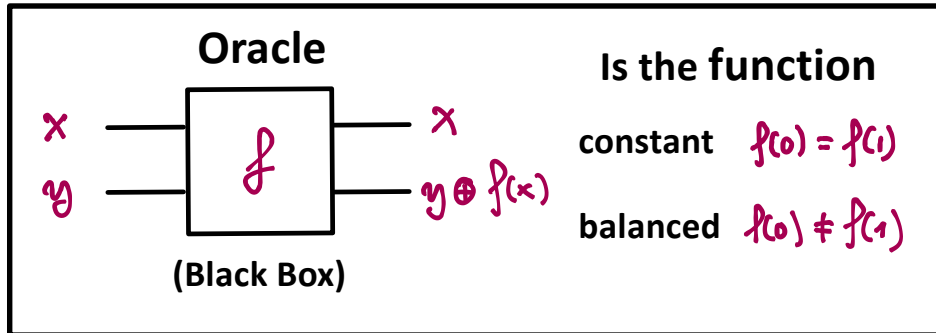 Oracle
x
y
f
x
y ⊕ f(x)
(Black Box)
Is the function
constant f(0) = f(1)
balanced f(0) ≠ f(1)